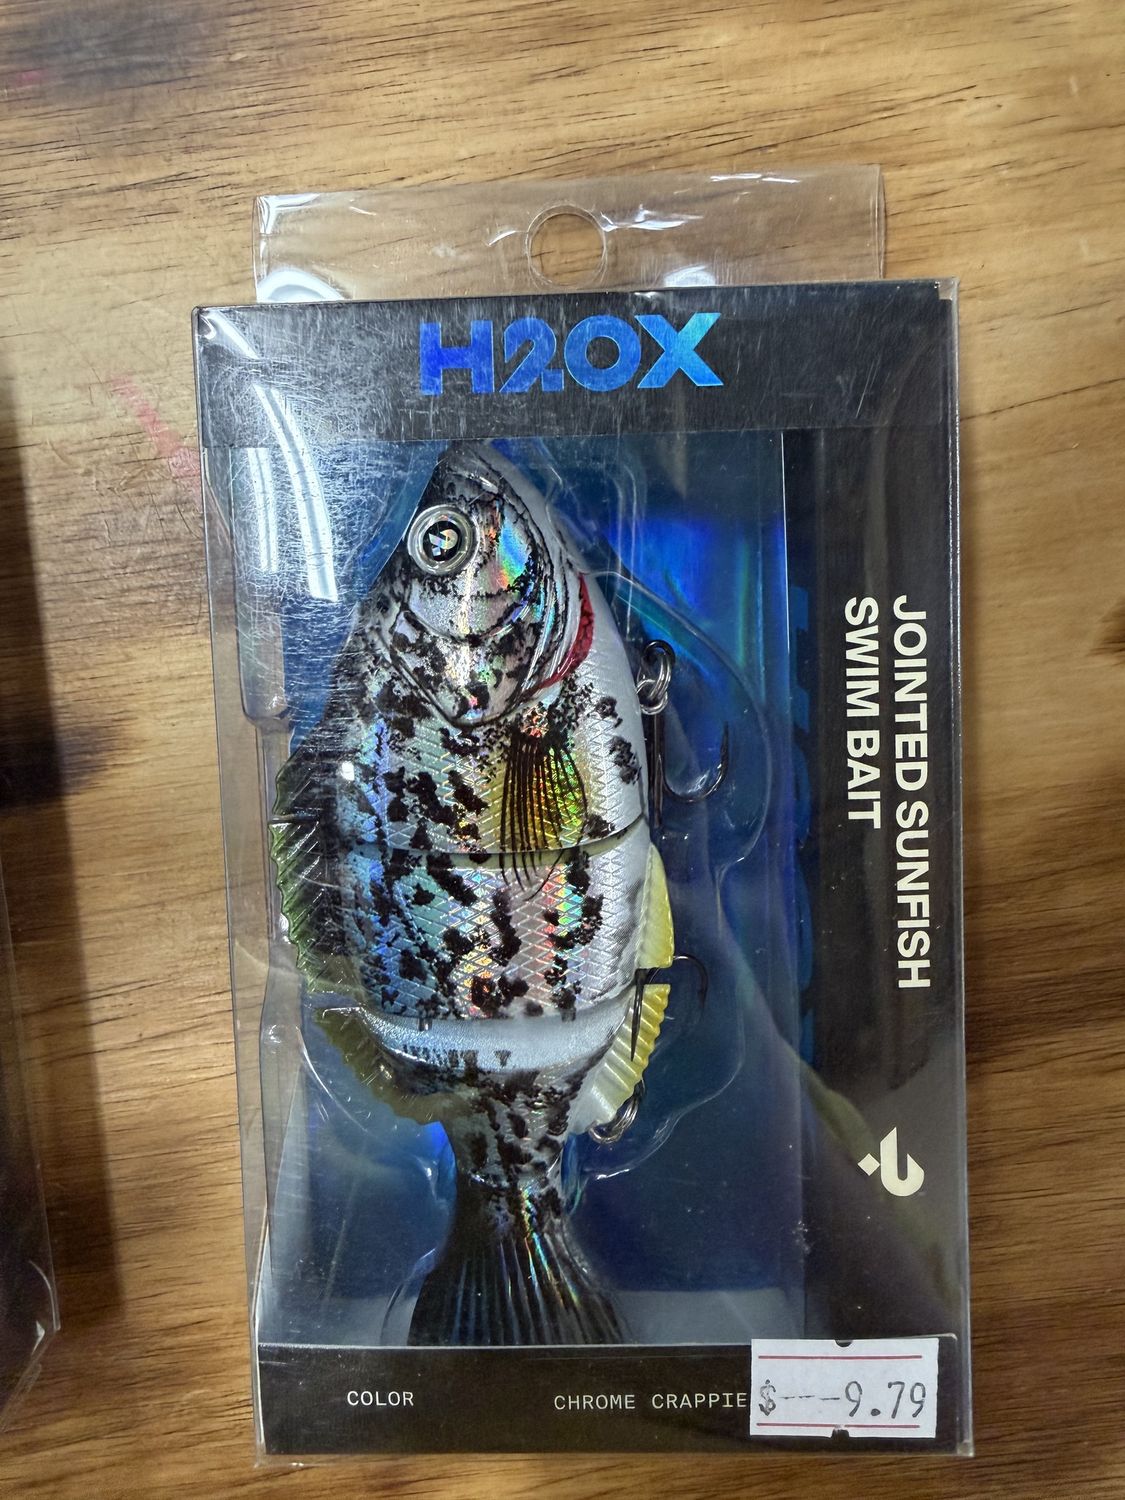 H2OX
JOINTED SUNFISH
SWIM BAIT
COLOR CHROME CRAPPIE
$---9.79